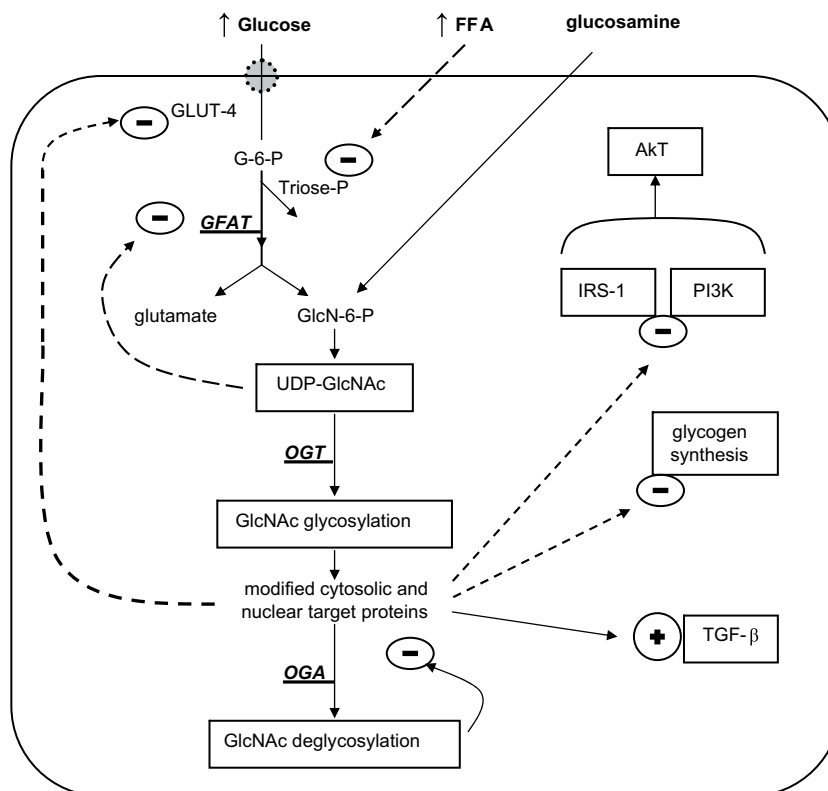 ↑ Glucose
↑ FFA
glucosamine
GLUT-4
G-6-P
Triose-P
AkT
GFAT
IRS-1
PI3K
glutamate
GlcN-6-P
UDP-GlcNAc
OGT
glycogen
synthesis
GlcNAc glycosylation
modified cytosolic and
nuclear target proteins
TGF-β
OGA
GlcNAc deglycosylation